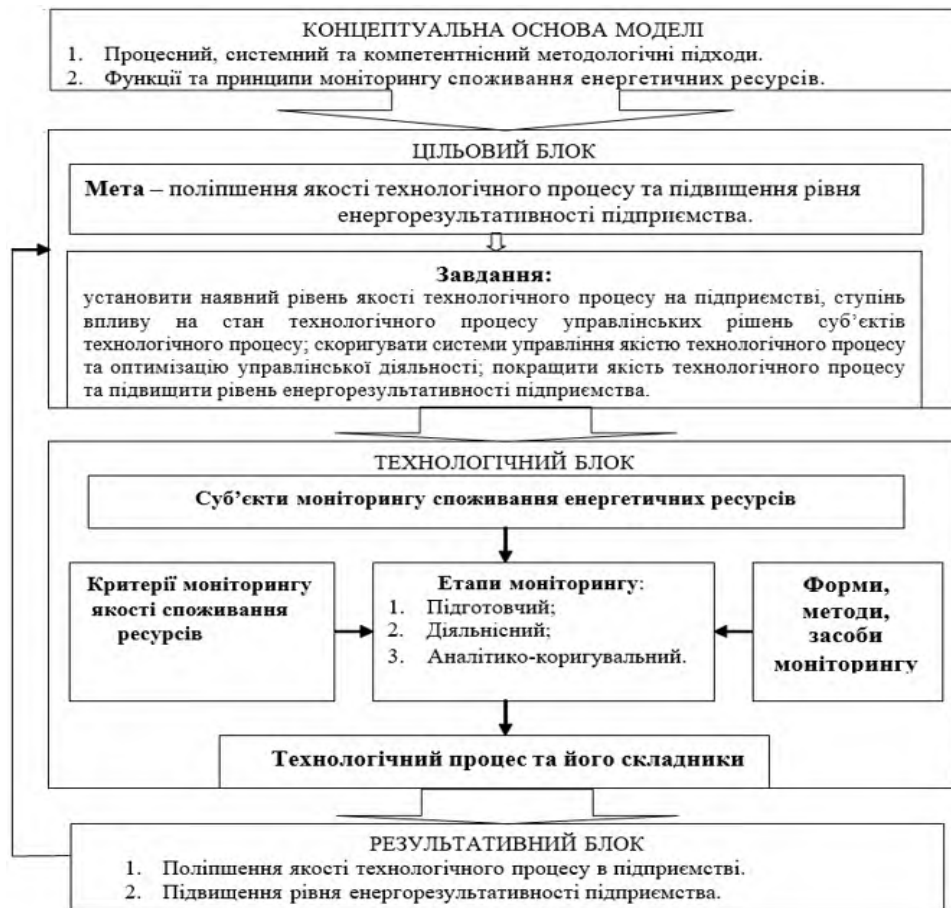 КОНЦЕПТУАЛЬНА ОСНОВА МОДЕЛІ
1. Процесний, системний та компетентнісний методологічні підходи.
2. Функції та принципи моніторингу споживання енергетичних ресурсів.
ЦІЛЬОВИЙ БЛОК
Мета – поліпшення якості технологічного процесу та підвищення рівня
енергорезультативності підприємства.
Завдання:
установити наявний рівень якості технологічного процесу на підприємстві, ступінь
впливу на стан технологічного процесу управлінських рішень суб’єктів
технологічного процесу; скоригувати системи управління якістю технологічного процесу
та оптимізацію управлінської діяльності; покращити якість технологічного процесу
та підвищити рівень енергорезультативності підприємства.
ТЕХНОЛОГІЧНИЙ БЛОК
Суб’єкти моніторингу споживання енергетичних ресурсів
Критерії моніторингу
якості споживання
ресурсів
Етапи моніторингу:
1. Підготовчий;
2. Діяльнісний;
3. Аналітико-коригувальний.
Форми,
методи,
засоби
моніторингу
Технологічний процес та його складники
РЕЗУЛЬТАТИВНИЙ БЛОК
1. Поліпшення якості технологічного процесу в підприємстві.
2. Підвищення рівня енергорезультативності підприємства.